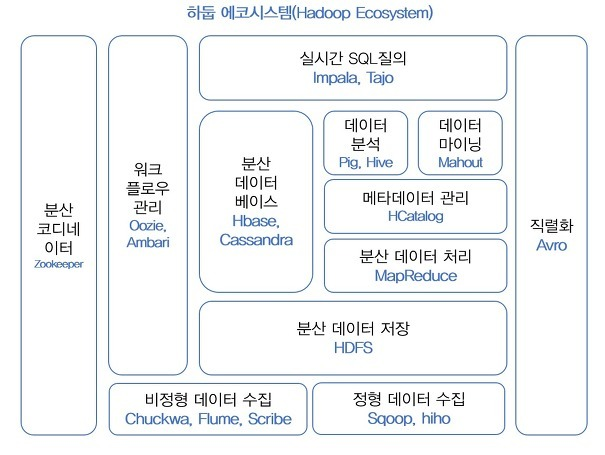 하둡 에코시스템(Hadoop Ecosystem)
분산
코디네
이터
Zookeeper
워크
플로우
관리
Oozie,
Ambari
실시간 SQL질의
Impala, Tajo
분산
데이터
베이스
Hbase,
Cassandra
데이터
분석
Pig, Hive
데이터
마이닝
Mahout
메타데이터 관리
HCatalog
분산 데이터 처리
MapReduce
분산 데이터 저장
HDFS
비정형 데이터 수집
Chuckwa, Flume, Scribe
정형 데이터 수집
Sqoop, hiho
직렬화
Avro